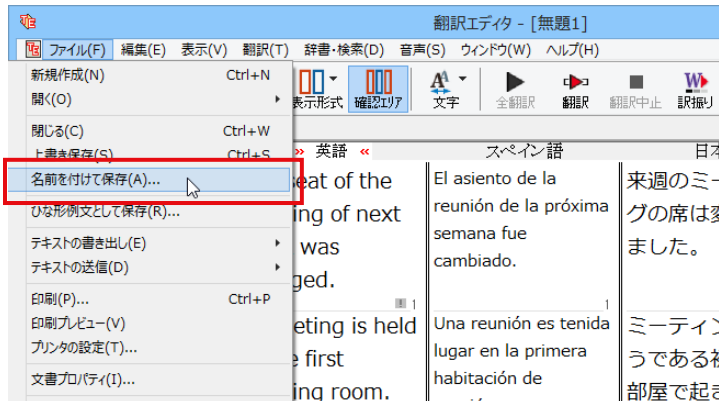 翻訳エディタ - [無題1]
ファイル(F) 編集(E) 表示(V) 翻訳(T) 辞書・検索(D) 音声(S) ウィンドウ(W) ヘルプ(H)
新規作成(N) Ctrl+N
開く(O)
閉じる(C) Ctrl+W
上書き保存(S) Ctrl+S
名前を付けて保存(A)...
ひな形例文として保存(R)...
テキストの書き出し(E)
テキストの送信(D)
印刷(P)... Ctrl+P
印刷プレビュー(V)
プリンタの設定(T)...
文書プロパティ(I)...
表示形式 確認エリア 文字 全翻訳 翻訳 翻訳中止 訳振り
» 英語 «
eat of the
ing of next
was
ged.
1
eting is held
first
ing room.
スペイン語
El asiento de la
reunión de la próxima
semana fue
cambiado.
1
Una reunión es tenida
lugar en la primera
habitación de
日
来週のミー
グの席は変
ました。
ミーティン
うである初
部屋で起き